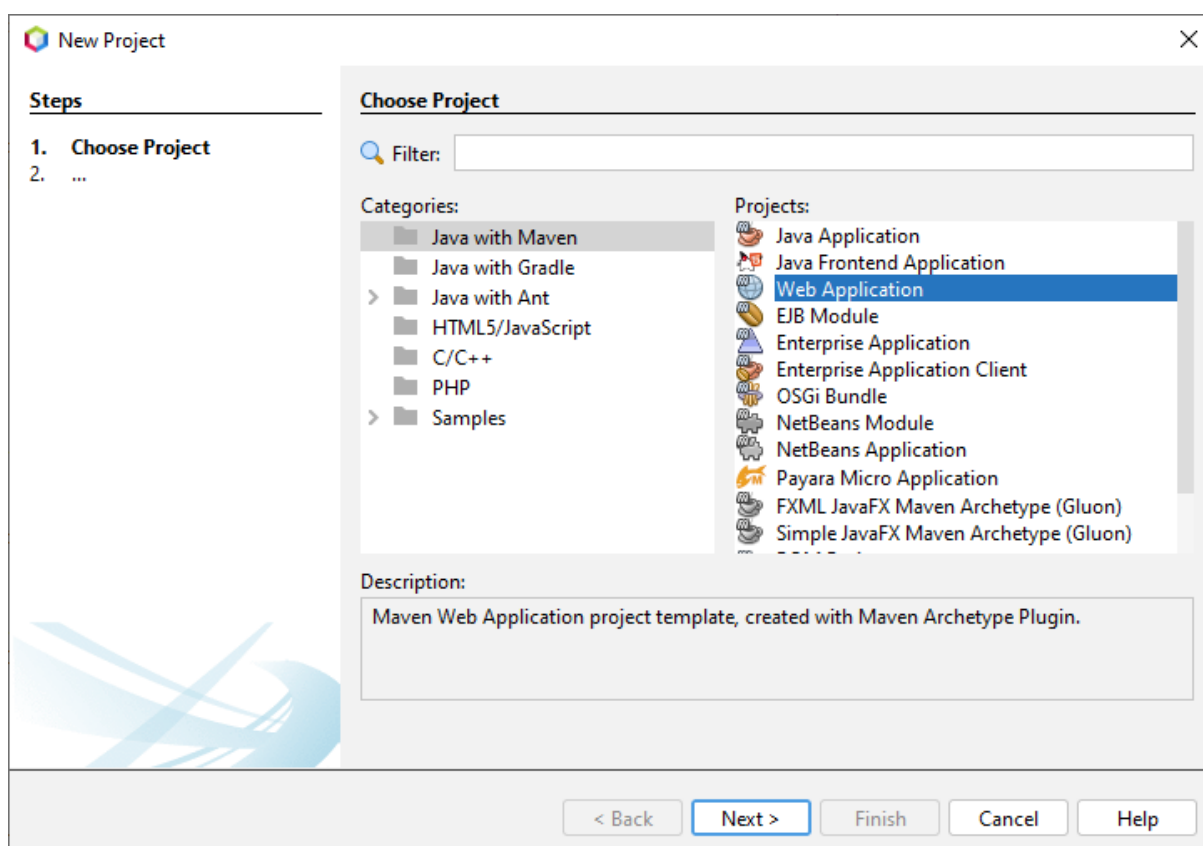 New Project
Steps
1. Choose Project
2. ...
Choose Project
Filter:
Categories:
Java with Maven
Java with Gradle
Java with Ant
HTML5/JavaScript
C/C++
PHP
Samples
Projects:
Java Application
Java Frontend Application
Web Application
EJB Module
Enterprise Application
Enterprise Application Client
OSGi Bundle
NetBeans Module
NetBeans Application
Payara Micro Application
FXML JavaFX Maven Archetype (Gluon)
Simple JavaFX Maven Archetype (Gluon)
Description:
Maven Web Application project template, created with Maven Archetype Plugin.
< Back
Next >
Finish
Cancel
Help